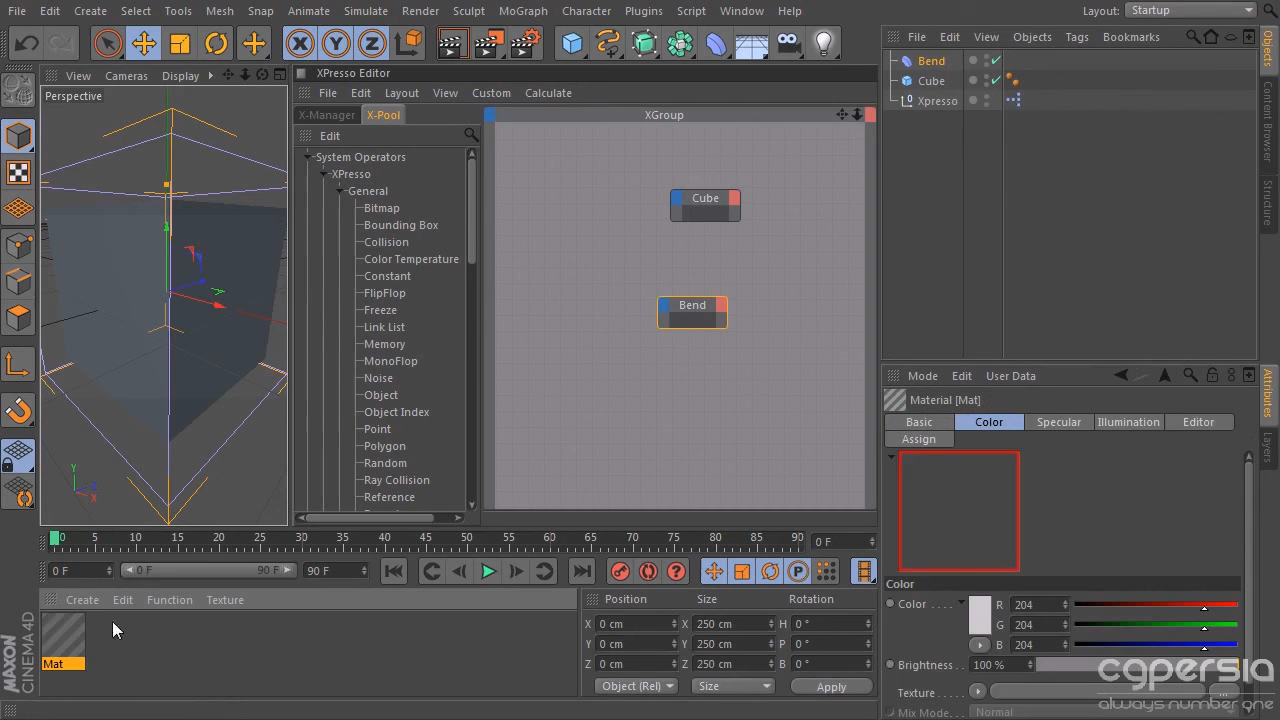 File Edit Create Select Tools Mesh Snap Animate Simulate Render Sculpt MoGraph Character Plugins Script Window Help Layout: Startup
View Cameras Display
Perspective
XPresso Editor
File Edit Layout View Custom Calculate
X-Manager X-Pool
Edit
System Operators
XPresso
General
Bitmap
Bounding Box
Collision
Color Temperature
Constant
FlipFlop
Freeze
Link List
Memory
MonoFlop
Noise
Object
Object Index
Point
Polygon
Random
Ray Collision
Reference
XGroup
Cube
Bend
File Edit View Objects Tags Bookmarks
Bend
Cube
Xpresso
Objects
Content Browser
Structure
Mode Edit User Data
Material [Mat]
Basic Color Specular Illumination Editor
Assign
Attributes
Layers
Color
Color R 204
G 204
B 204
Brightness 100 %
Texture
Mix Mode Normal
0 5 10 15 20 25 30 35 40 45 50 55 60 65 70 75 80 85 90 0 F
0 F 0 F 90 F 90 F
Create Edit Function Texture
Mat
Position Size Rotation
X 0 cm X 250 cm H 0 °
Y 0 cm Y 250 cm P 0 °
Z 0 cm Z 250 cm B 0 °
Object (Rel) Size Apply
MAXON
CINEMA4D
cgpersia
always number one